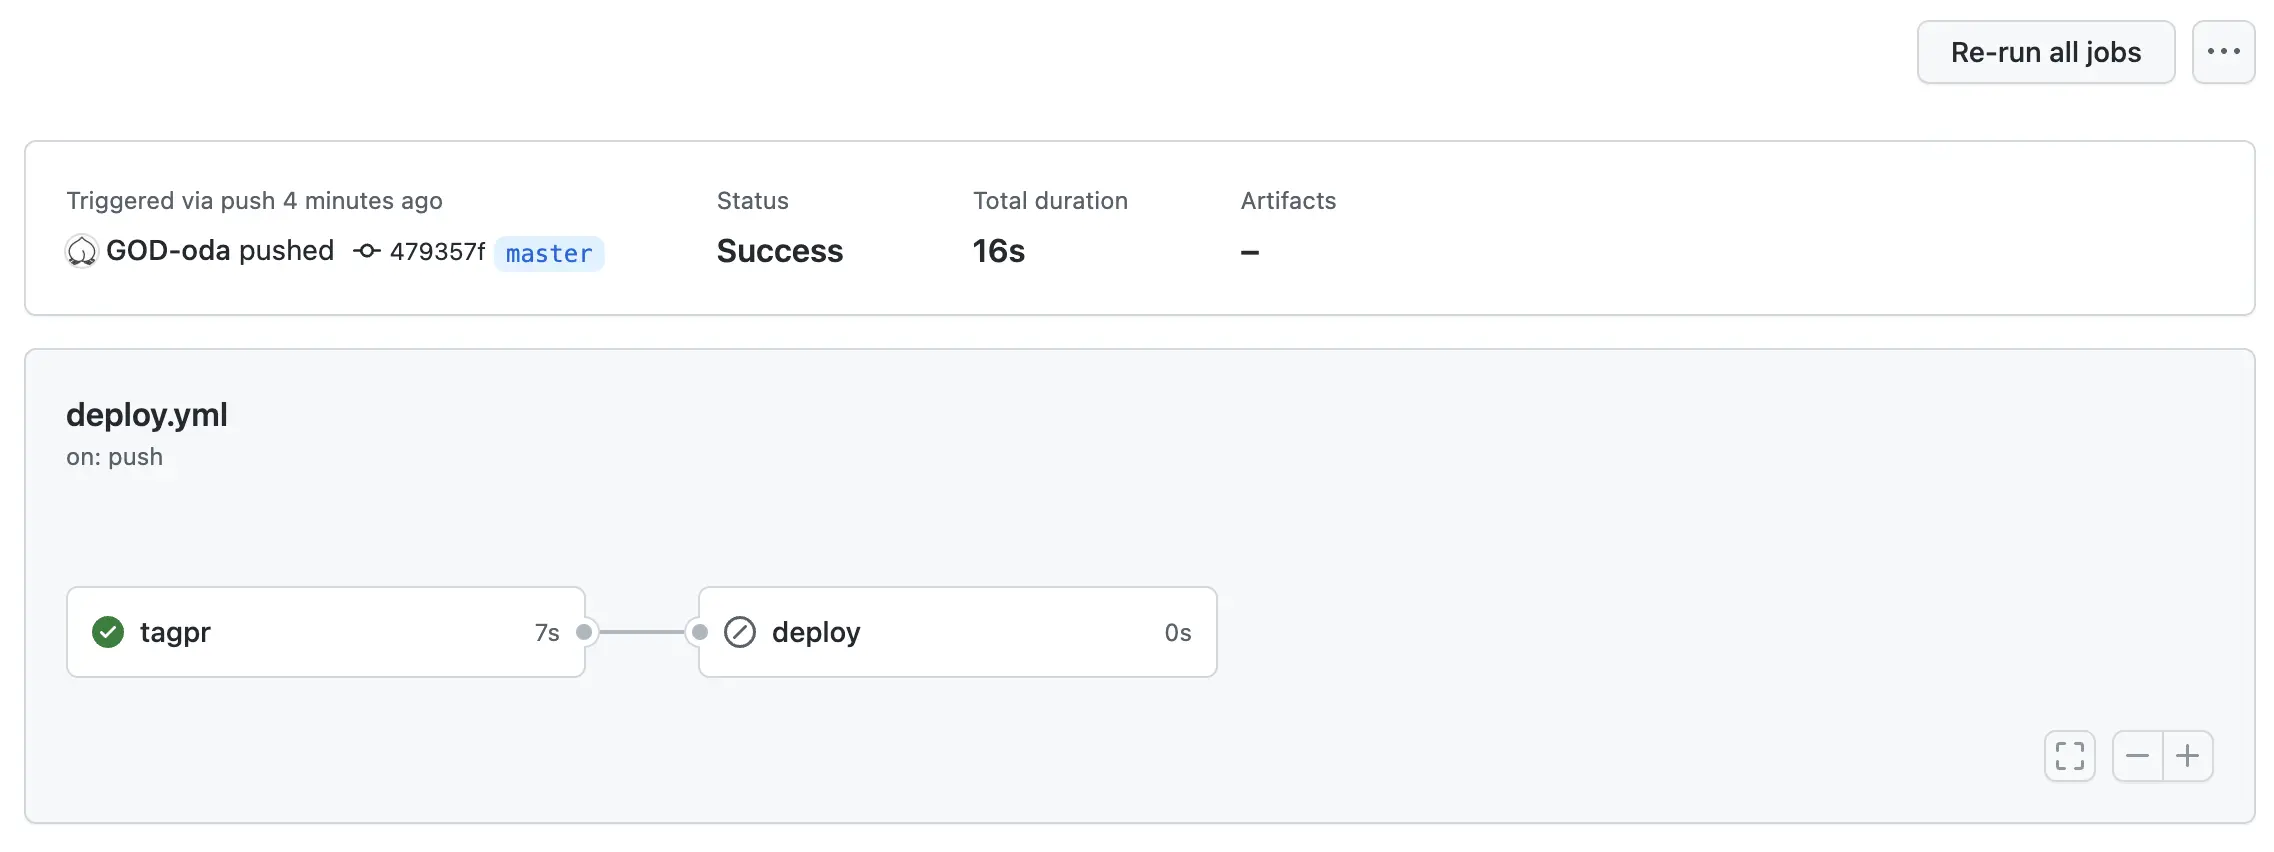 Re-run all jobs
Triggered via push 4 minutes ago
GOD-oda pushed 479357f master
Status
Success
Total duration
16s
Artifacts
–
deploy.yml
on: push
tagpr 7s
deploy 0s